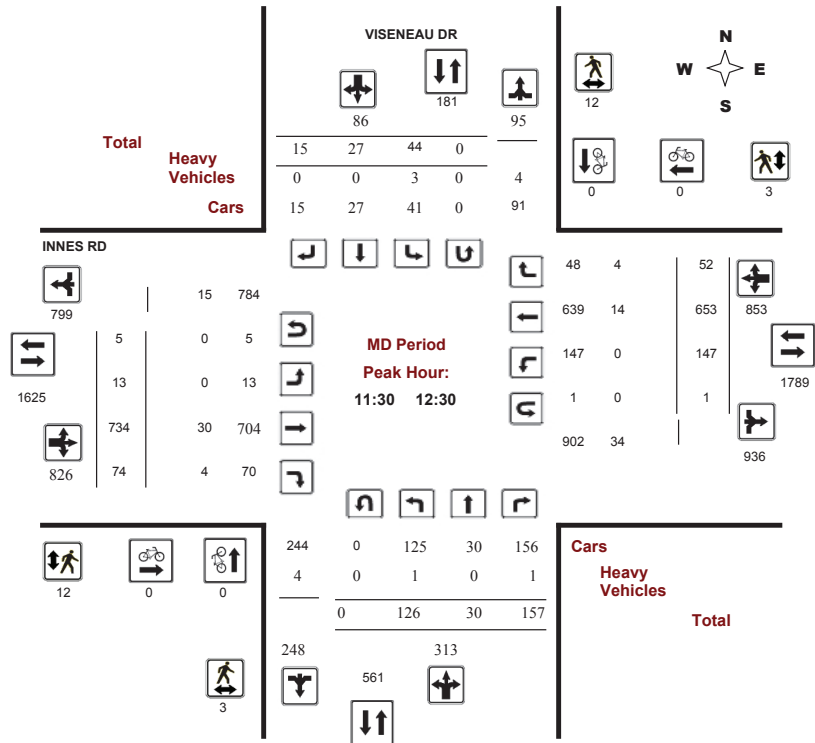 VISENEAU DR
N
W E
S
181
12
86 95
Total 15 27 44 0
Heavy
Vehicles 0 0 3 0 4
Cars 15 27 41 0 91
0 0 3
INNES RD
48 4 52
15 784
799 639 14 653 853
5 0 5
MD Period
147 0 147
Peak Hour:
13 0 13
1625 11:30 12:30 1 0 1 1789
734 30 704
902 34 936
826 74 4 70
244 0 125 30 156 Cars
4 0 1 0 1 Heavy
Vehicles
12 0 0
0 126 30 157 Total
248 313
561
3